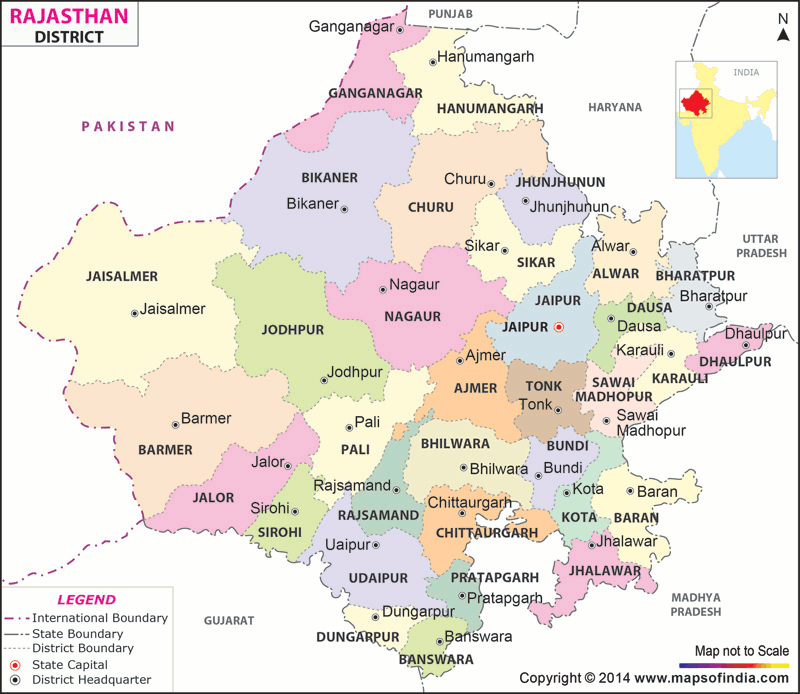 RAJASTHAN
DISTRICT
PUNJAB
N
Ganganagar
Hanumangarh
GANGANAGAR
HANUMANGARH
HARYANA
INDIA
PAKISTAN
BIKANER
Bikaner
Churu
CHURU
JHUNJHUNUN
Jhunjhunun
Sikar
SIKAR
Alwar
ALWAR
UTTAR
PRADESH
BHARATPUR
Bharatpur
JAISALMER
Jaisalmer
Nagaur
NAGAUR
JAIPUR
JAIPUR
DAUSA
Dausa
JODHPUR
Jodhpur
Ajmer
AJMER
Karauli
KARAULI
Dhaulpur
DHAULPUR
TONK
Tonk
SAWAI
MADHOPUR
Sawai
Madhopur
Barmer
BARMER
Pali
PALI
BHILWARA
Bhilwara
BUNDI
Bundi
Jalor
JALOR
Rajsamand
RAJSAMAND
Sirohi
SIROHI
Chittaurgarh
CHITTAURGARH
Kota
KOTA
Baran
BARAN
Uaipur
UDAIPUR
Jhalawar
JHALAWAR
PRATAPGARH
Pratapgarh
MADHYA
PRADESH
GUJARAT
Dungarpur
DUNGARPUR
Banswara
BANSWARA
LEGEND
International Boundary
State Boundary
District Boundary
State Capital
District Headquarter
Map not to Scale
Copyright © 2014 www.mapsofindia.com